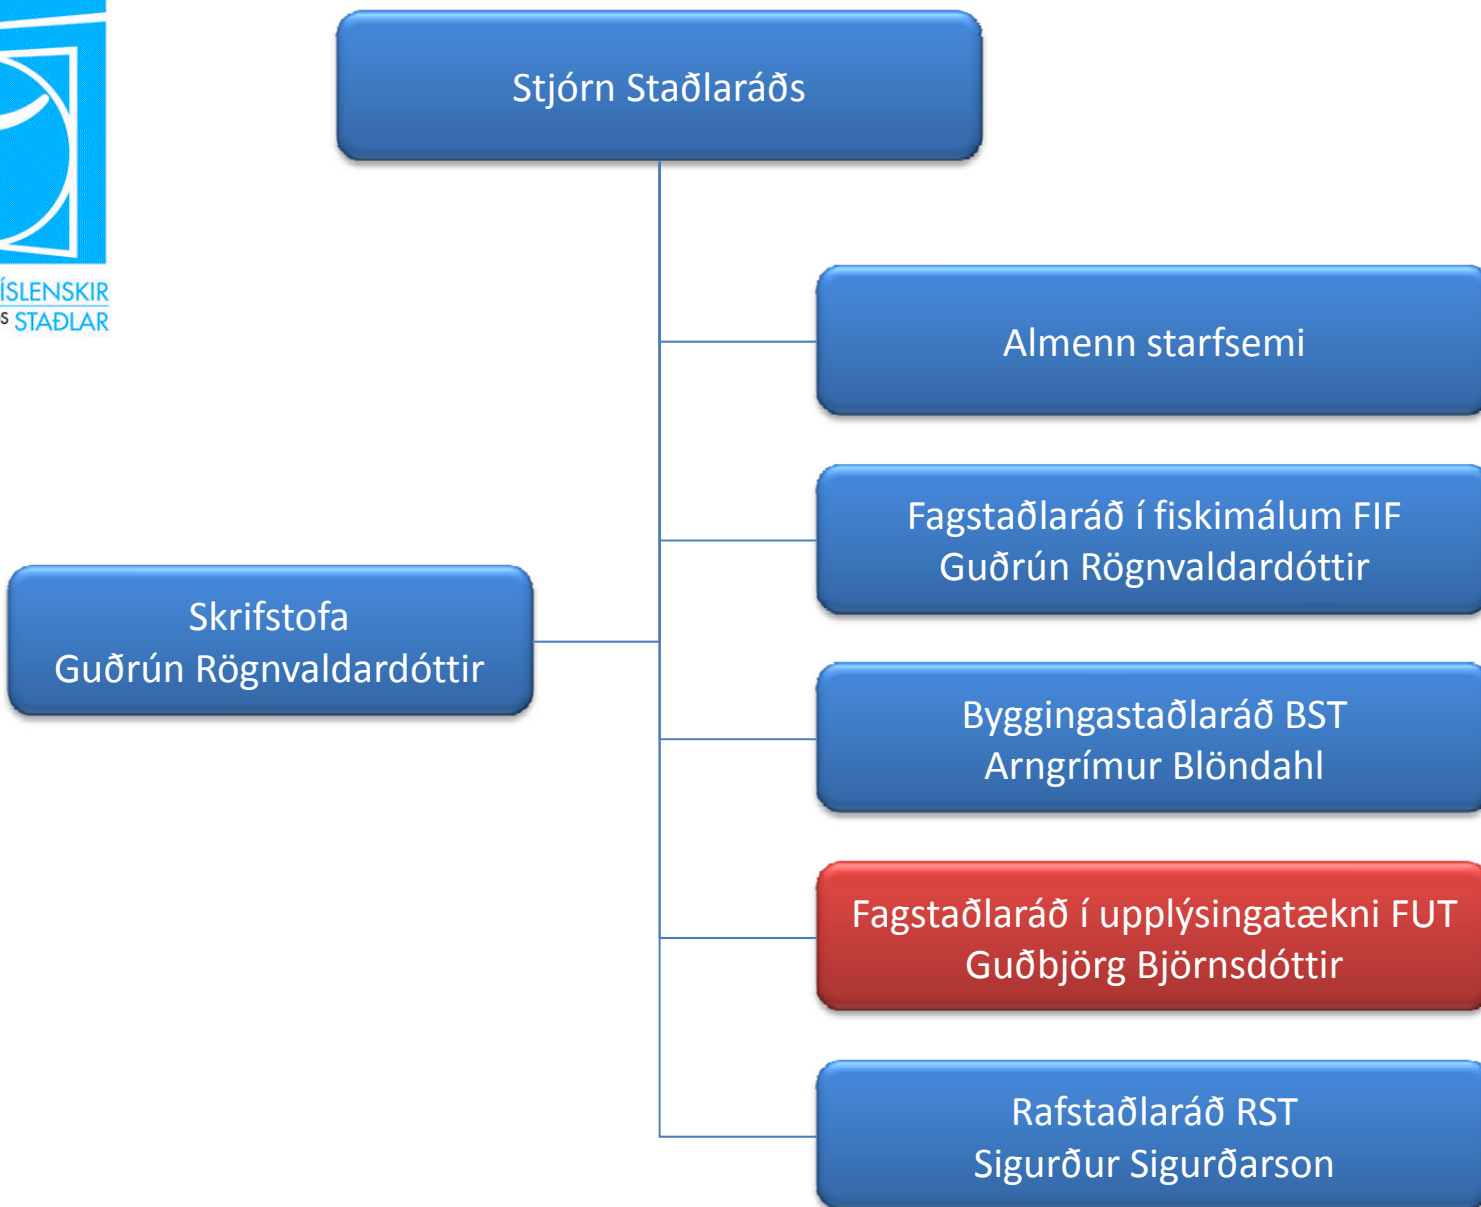 Stjórn Staðlaráðs
ÍSLENSKIR
STAÐLAR
Almenn starfsemi
Fagstaðlaráð í fiskimálum FIF
Guðrún Rögnvaldardóttir
Skrifstofa
Guðrún Rögnvaldardóttir
Byggingastaðlaráð BST
Arngrímur Blöndahl
Fagstaðlaráð í upplýsingatækni FUT
Guðbjörg Björnsdóttir
Rafstaðlaráð RST
Sigurður Sigurðarson